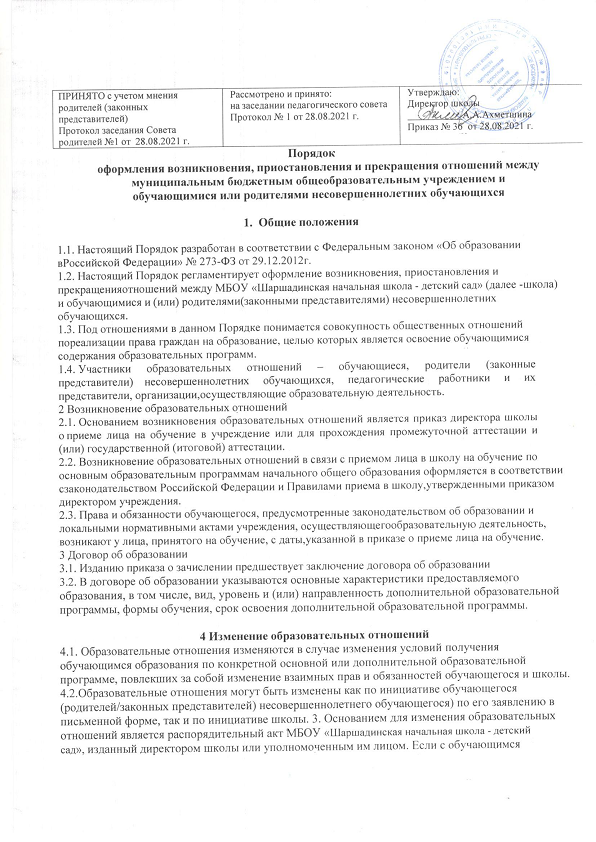 ПРИНЯТО с учетом мнения
родителей (законных
представителей)
Протокол заседания Совета
родителей №1 от  28.08.2021 г.
Рассмотрено и принято:
на заседании педагогического совета
Протокол № 1 от 28.08.2021 г.
Утверждаю:
Директор школы
А.А.Ахметшина
Приказ № 36  от 28.08.2021 г.
Порядок
оформления возникновения, приостановления и прекращения отношений между
муниципальным бюджетным общеобразовательным учреждением и
обучающимися или родителями несовершеннолетних обучающихся
1.  Общие положения
1.1. Настоящий Порядок разработан в соответствии с Федеральным законом «Об образовании
вРоссийской Федерации» № 273-ФЗ от 29.12.2012г.
1.2. Настоящий Порядок регламентирует оформление возникновения, приостановления и
прекращенияотношений между МБОУ «Шаршадинская начальная школа - детский сад» (далее -школа)
и обучающимися и (или) родителями(законными представителями) несовершеннолетних
обучающихся.
1.3. Под отношениями в данном Порядке понимается совокупность общественных отношений
пореализации права граждан на образование, целью которых является освоение обучающимися
содержания образовательных программ.
1.4. Участники образовательных отношений – обучающиеся, родители (законные
представители) несовершеннолетних обучающихся, педагогические работники и их
представители, организации,осуществляющие образовательную деятельность.
2 Возникновение образовательных отношений
2.1. Основанием возникновения образовательных отношений является приказ директора школы
о приеме лица на обучение в учреждение или для прохождения промежуточной аттестации и
(или) государственной (итоговой) аттестации.
2.2. Возникновение образовательных отношений в связи с приемом лица в школу на обучение по
основным образовательным программам начального общего образования оформляется в соответствии
сзаконодательством Российской Федерации и Правилами приема в школу,утвержденными приказом
директором учреждения.
2.3. Права и обязанности обучающегося, предусмотренные законодательством об образовании и
локальными нормативными актами учреждения, осуществляющегообразовательную деятельность,
возникают у лица, принятого на обучение, с даты,указанной в приказе о приеме лица на обучение.
3 Договор об образовании
3.1. Изданию приказа о зачислении предшествует заключение договора об образовании
3.2. В договоре об образовании указываются основные характеристики предоставляемого
образования, в том числе, вид, уровень и (или) направленность дополнительной образовательной
программы, формы обучения, срок освоения дополнительной образовательной программы.
4 Изменение образовательных отношений
4.1. Образовательные отношения изменяются в случае изменения условий получения
обучающимся образования по конкретной основной или дополнительной образовательной
программе, повлекших за собой изменение взаимных прав и обязанностей обучающегося и школы.
4.2.Образовательные отношения могут быть изменены как по инициативе обучающегося
(родителей/законных представителей) несовершеннолетнего обучающегося) по его заявлению в
письменной форме, так и по инициативе школы. 3. Основанием для изменения образовательных
отношений является распорядительный акт МБОУ «Шаршадинская начальная школа - детский
сад», изданный директором школы или уполномоченным им лицом. Если с обучающимся